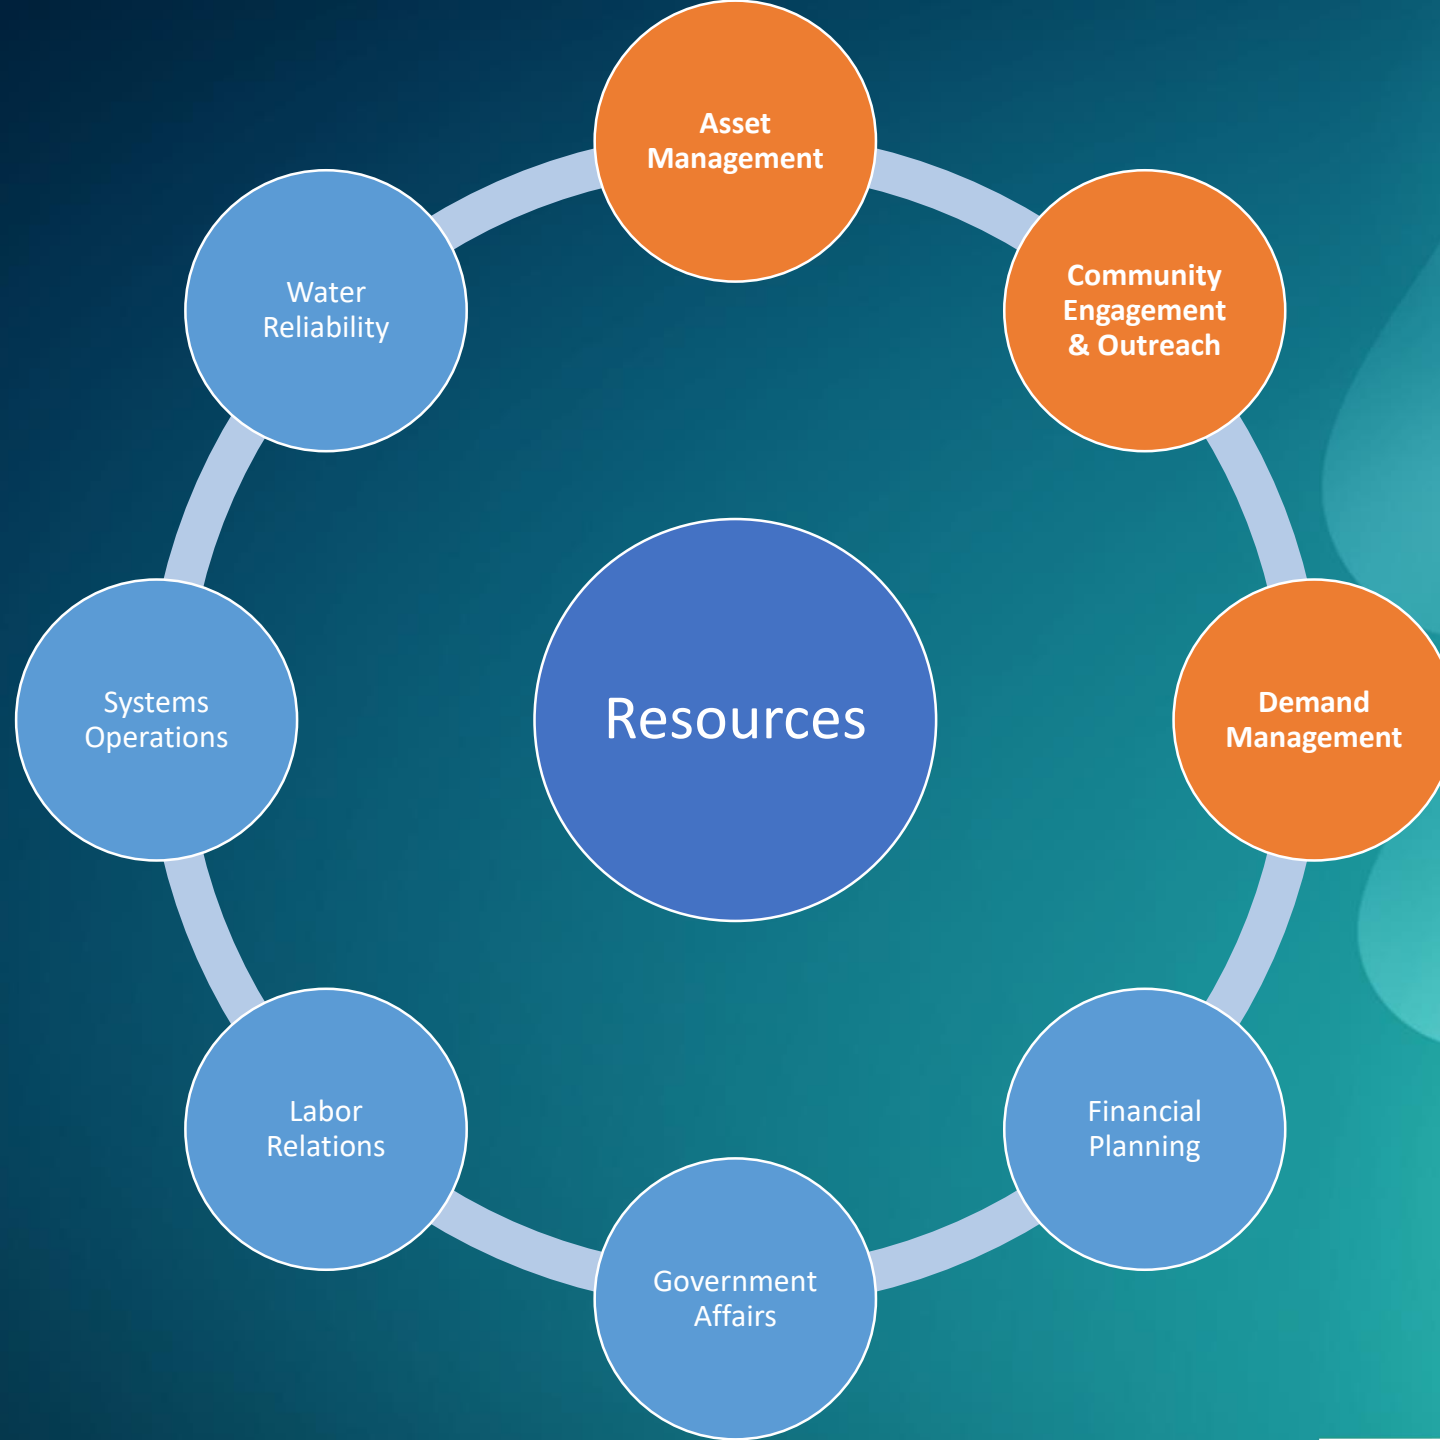 Asset
Management
Community
Engagement
& Outreach
Demand
Management
Financial
Planning
Government
Affairs
Labor
Relations
Systems
Operations
Water
Reliability
Resources